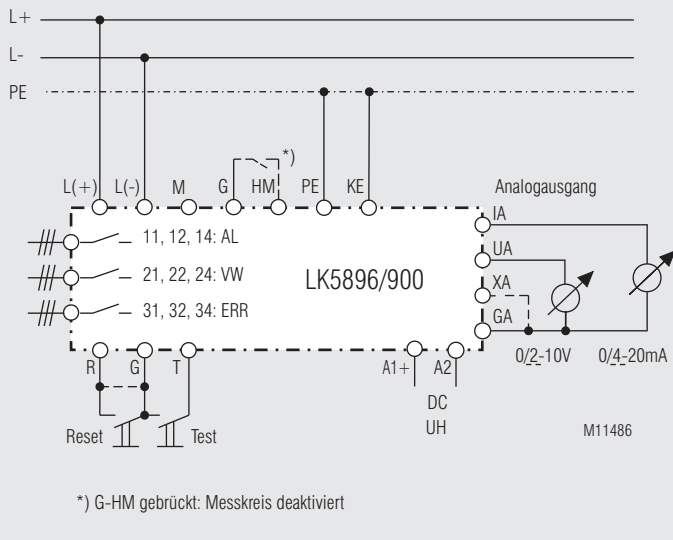 L+
L-
PE
*)
L(+) L(-) M G HM PE KE
Analogausgang
IA
11, 12, 14: AL
UA
21, 22, 24: VW
LK5896/900
XA
31, 32, 34: ERR
GA
R G T A1+ A2
0/2-10V 0/4-20mA
DC
UH
Reset Test
M11486
*) G-HM gebrückt: Messkreis deaktiviert